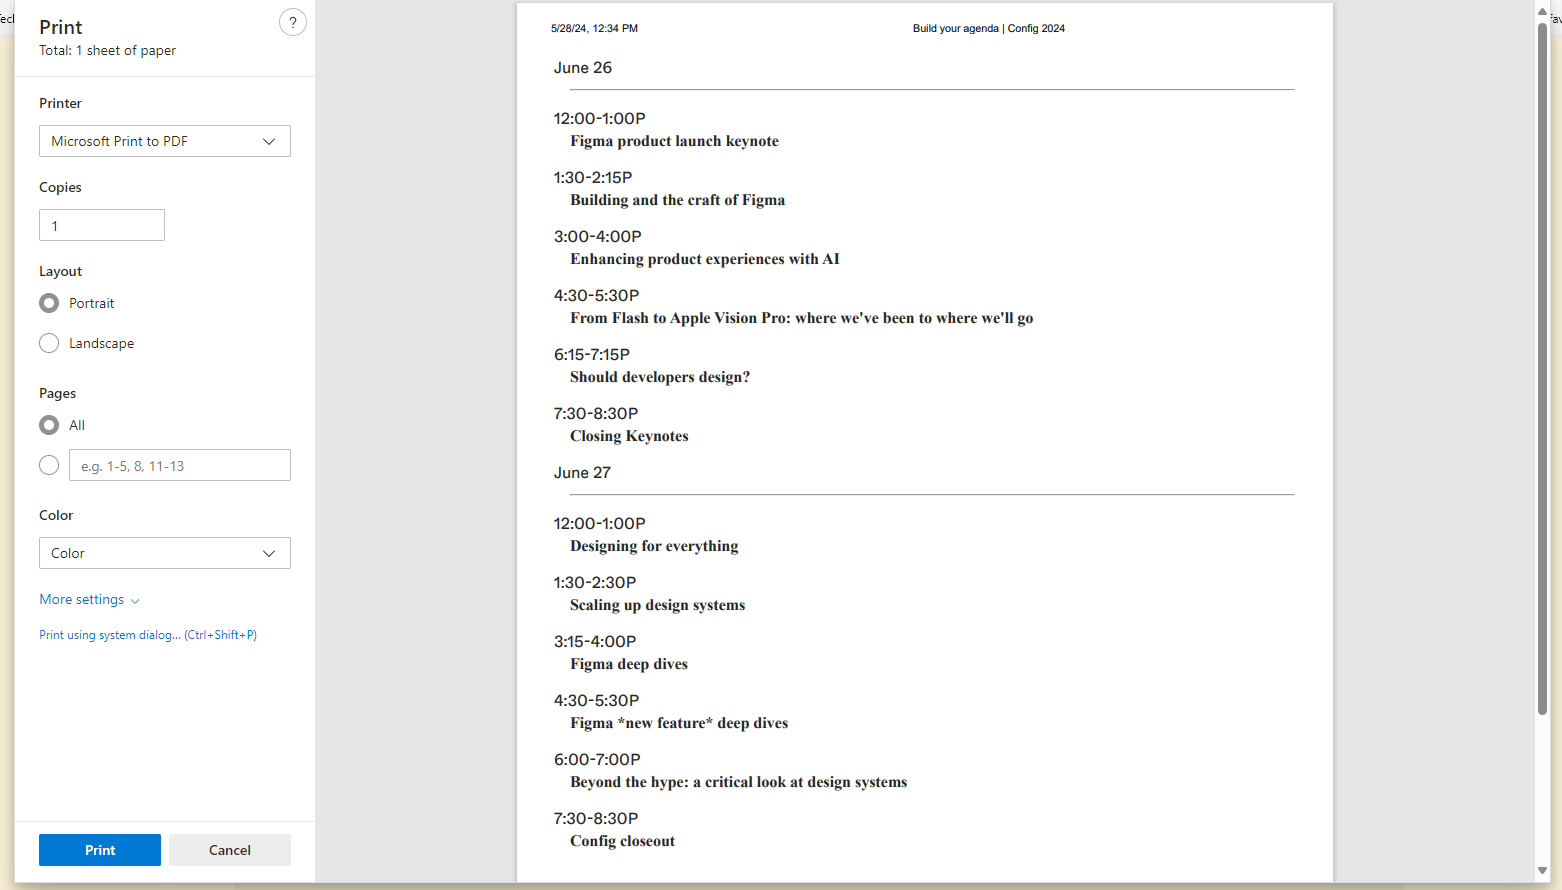 Print
?
Total: 1 sheet of paper
Printer
Microsoft Print to PDF
Copies
1
Layout
Portrait
Landscape
Pages
All
e.g. 1-5, 8, 11-13
Color
Color
More settings
Print using system dialog... (Ctrl+Shift+P)
Print Cancel
5/28/24, 12:34 PM Build your agenda | Config 2024
June 26
12:00-1:00P
Figma product launch keynote
1:30-2:15P
Building and the craft of Figma
3:00-4:00P
Enhancing product experiences with AI
4:30-5:30P
From Flash to Apple Vision Pro: where we've been to where we'll go
6:15-7:15P
Should developers design?
7:30-8:30P
Closing Keynotes
June 27
12:00-1:00P
Designing for everything
1:30-2:30P
Scaling up design systems
3:15-4:00P
Figma deep dives
4:30-5:30P
Figma *new feature* deep dives
6:00-7:00P
Beyond the hype: a critical look at design systems
7:30-8:30P
Config closeout